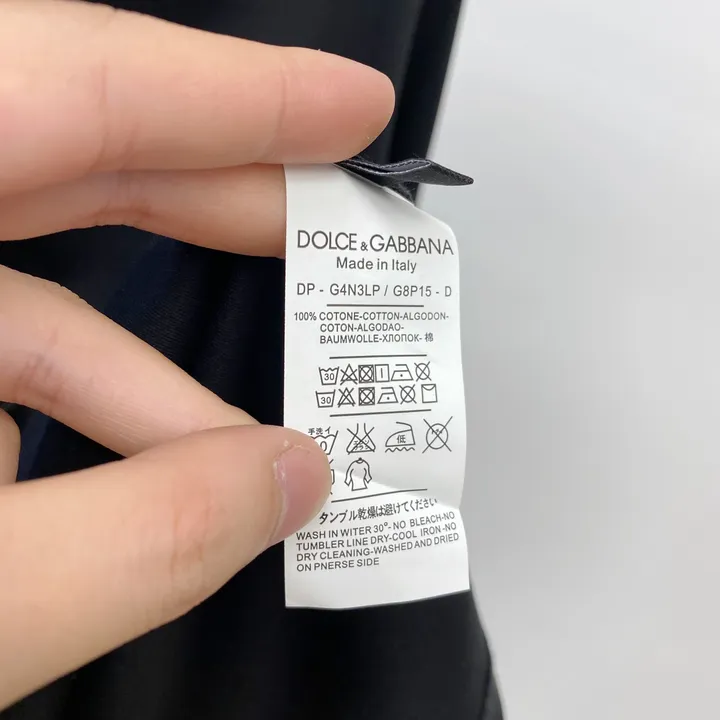 DOLCE & GABBANA
Made in Italy
DP - G4N3LP / G8P15 - D
100% COTONE-COTTON-ALGODON-
COTON-ALGODAO-
BAUMWOLLE-ХЛОПОК- 棉
30
30
手洗イ
低
タンブル乾燥は避けてください
WASH IN WITER 30°-NO BLEACH-NO
TUMBLER LINE DRY-COOL IRON-NO
DRY CLEANING-WASHED AND DRIED
ON PNERSE SIDE